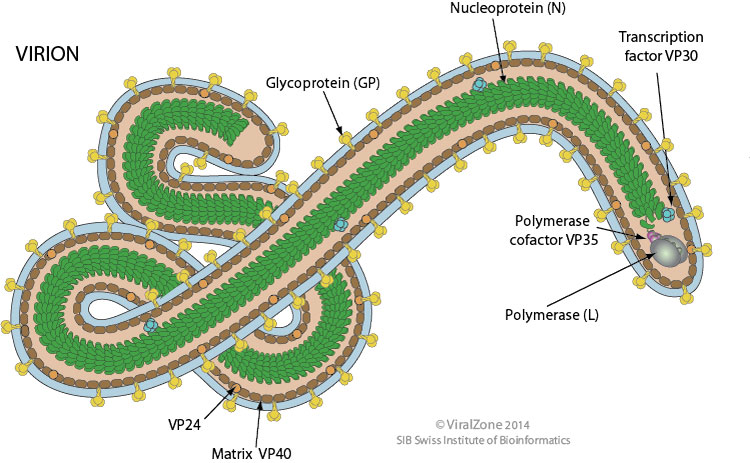 Nucleoprotein (N)
VIRION
Transcription
factor VP30
Glycoprotein (GP)
Polymerase
cofactor VP35
Polymerase (L)
VP24
Matrix VP40
© ViralZone 2014
SIB Swiss Institute of Bioinformatics